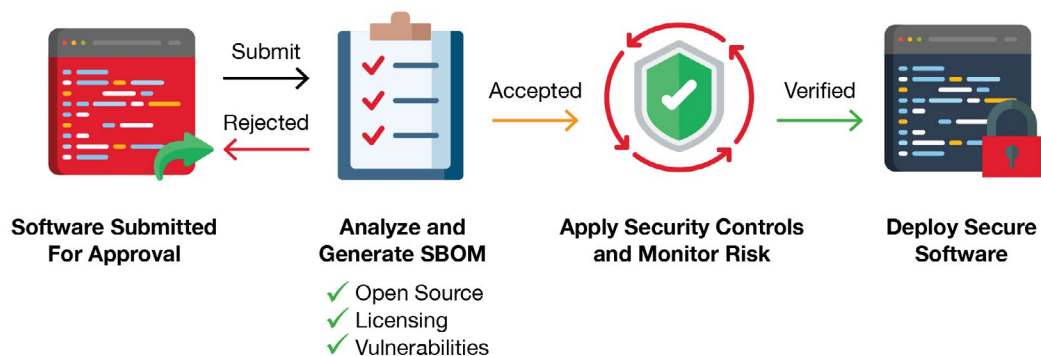 Submit
Rejected
Accepted
Verified
Software Submitted
For Approval
Analyze and
Generate SBOM
Open Source
Licensing
Vulnerabilities
Apply Security Controls
and Monitor Risk
Deploy Secure
Software